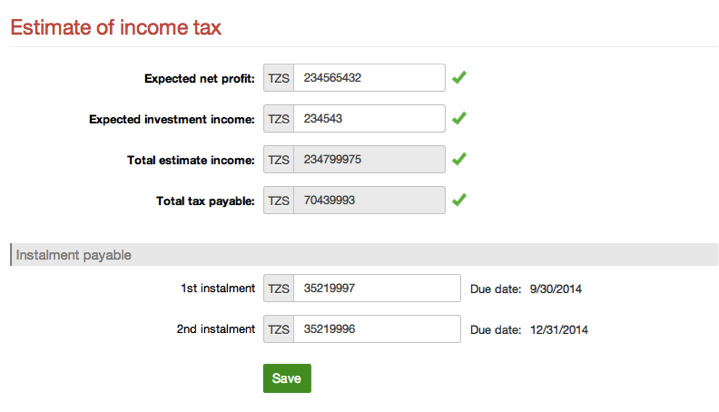 Estimate of income tax
Expected net profit: TZS 234565432
Expected investment income: TZS 234543
Total estimate income: TZS 234799975
Total tax payable: TZS 70439993
Instalment payable
1st instalment TZS 35219997 Due date: 9/30/2014
2nd instalment TZS 35219996 Due date: 12/31/2014
Save